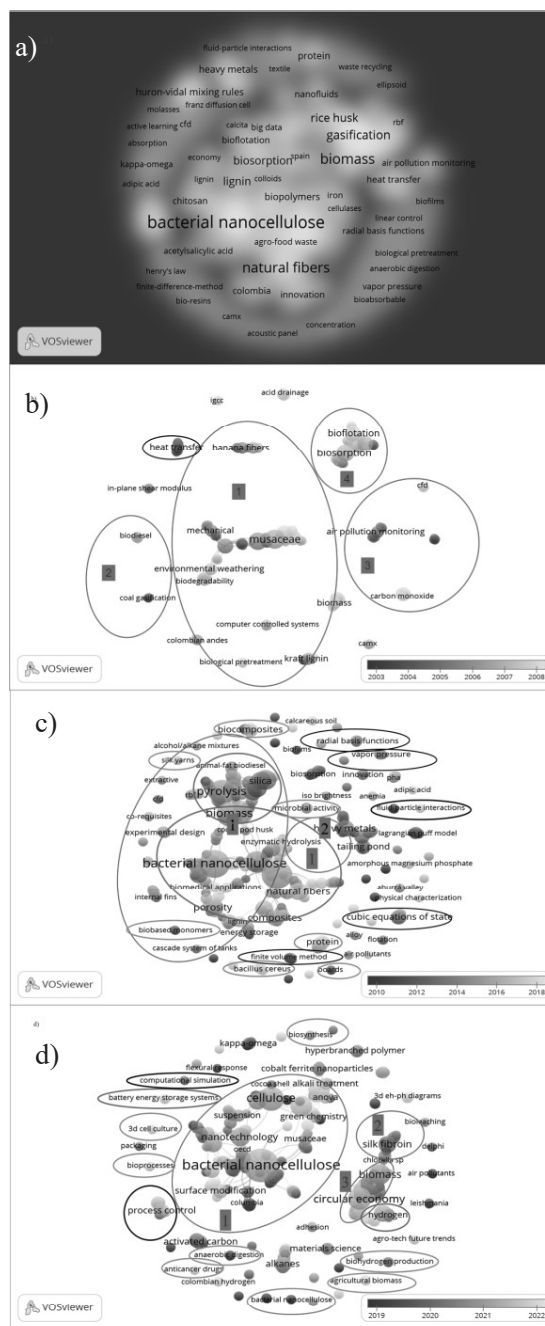 a)
fluid-particle interactions
protein
heavy metals
textile
waste recycling
ellipsoid
huron-vidal mixing rules
nanofluids
molasses
franz diffusion cell
rice husk
active learning
cfd
calcita
big data
gasification
rbf
absorption
bioflotation
economy
biosorption
spain
biomass
air pollution monitoring
kappa-omega
adipic acid
lignin
lignin
colloids
heat transfer
chitosan
biopolymers
iron
biofilms
cellulases
bacterial nanocellulose
linear control
radial basis functions
agro-food waste
acetylsalicylic acid
biological pretreatment
henry's law
natural fibers
anaerobic digestion
finite-difference-method
colombia
innovation
vapor pressure
bio-resins
bioabsorbable
camx
concentration
acoustic panel
VOSviewer
b)
acid drainage
igcc
bioflotation
heat transfer
banana fibers
biosorption
in-plane shear modulus
1
4
cfd
mechanical
air pollution monitoring
biodiesel
musaceae
environmental weathering
2
biodegradability
3
coal gasification
biomass
carbon monoxide
computer controlled systems
colombian andes
biological pretreatment
kraft lignin
camx
VOSviewer
2003 2004 2005 2006 2007 2008
c)
calcareous soil
biocomposites
radial basis functions
alcohol/alkane mixtures
silk yarns
biofilms
vapor pressure
animal-fat biodiesel
extractive
silica
biosorption
innovation
pha
cfd
rbf
pyrolysis
iso brightness
anemia
adipic acid
co-requisites
biomass
microbial activity
fluid-particle interactions
experimental design
1
pod husk
2
heavy metals
lagrangian puff model
enzymatic hydrolysis
tailing pond
bacterial nanocellulose
1
amorphous magnesium phosphate
biomedical applications
natural fibers
aburra valley
internal fins
physical characterization
porosity
composites
cubic equations of state
biobased monomers
lignin
energy storage
protein
alloy
flotation
cascade system of tanks
finite volume method
air pollutants
bacillus cereus
boards
VOSviewer
2010 2012 2014 2016 2018
d)
d)
kappa-omega
biosynthesis
hyperbranched polymer
flexural response
cobalt ferrite nanoparticles
computational simulation
cocoa shell
alkali treatment
3d eh-ph diagrams
battery energy storage systems
cellulose
anova
2
bioleaching
suspension
green chemistry
3d cell culture
nanotechnology
musaceae
silk fibroin
delphi
packaging
oecd
chlorella sp
bioprocesses
bacterial nanocellulose
3
biomass
air pollutants
surface modification
circular economy
leishmania
process control
columbia
1
hydrogen
adhesion
agro-tech future trends
activated carbon
materials science
anaerobic digestion
alkanes
biohydrogen production
anticancer drugs
colombian hydrogen
agricultural biomass
bacterial nanocellulose
VOSviewer
2019 2020 2021 2022